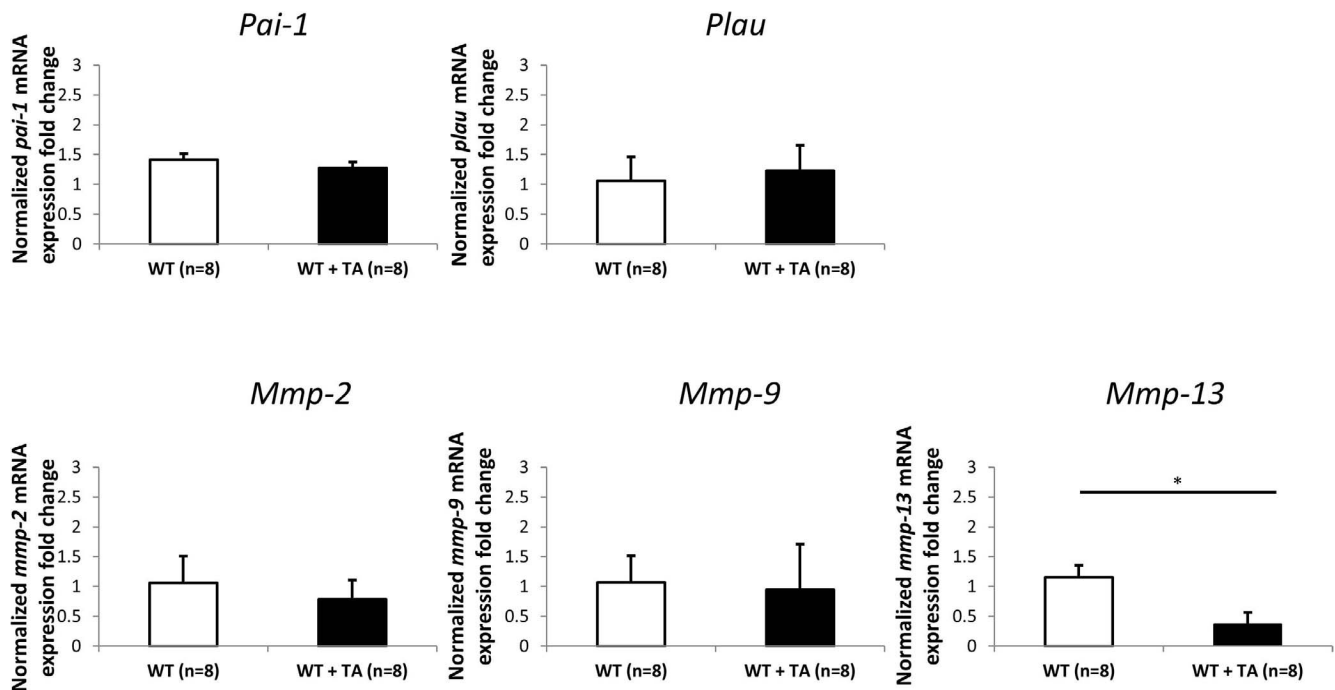 Pai-1
Normalized pai-1 mRNA
expression fold change
3
2.5
2
1.5
1
0.5
0
WT (n=8)
WT + TA (n=8)
Plau
Normalized plau mRNA
expression fold change
3
2.5
2
1.5
1
0.5
0
WT (n=8)
WT + TA (n=8)
Mmp-2
Normalized mmp-2 mRNA
expression fold change
3
2.5
2
1.5
1
0.5
0
WT (n=8)
WT + TA (n=8)
Mmp-9
Normalized mmp-9 mRNA
expression fold change
3
2.5
2
1.5
1
0.5
0
WT (n=8)
WT + TA (n=8)
Mmp-13
Normalized mmp-13 mRNA
expression fold change
3
2.5
2
1.5
1
0.5
0
*
WT (n=8)
WT + TA (n=8)